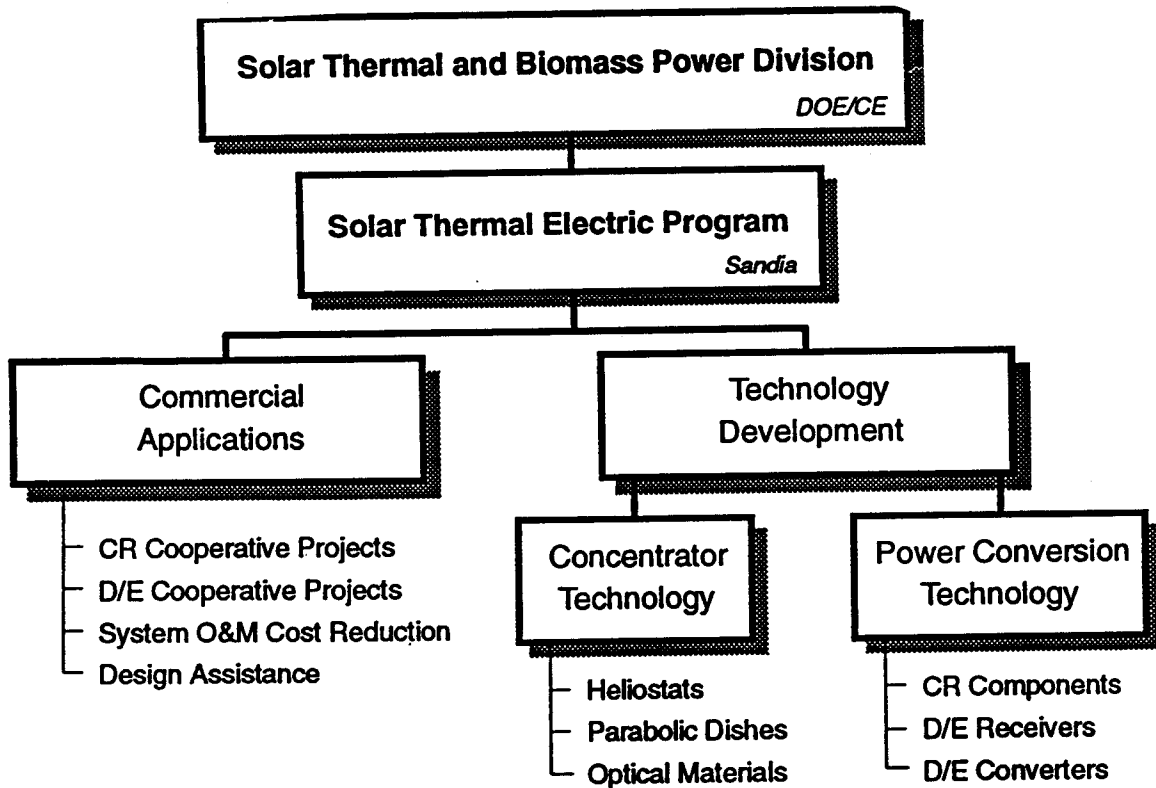 Solar Thermal and Biomass Power Division
DOE/CE
Solar Thermal Electric Program
Sandia
Commercial
Applications
Technology
Development
CR Cooperative Projects
D/E Cooperative Projects
System O&M Cost Reduction
Design Assistance
Concentrator
Technology
Heliostats
Parabolic Dishes
Optical Materials
Power Conversion
Technology
CR Components
D/E Receivers
D/E Converters